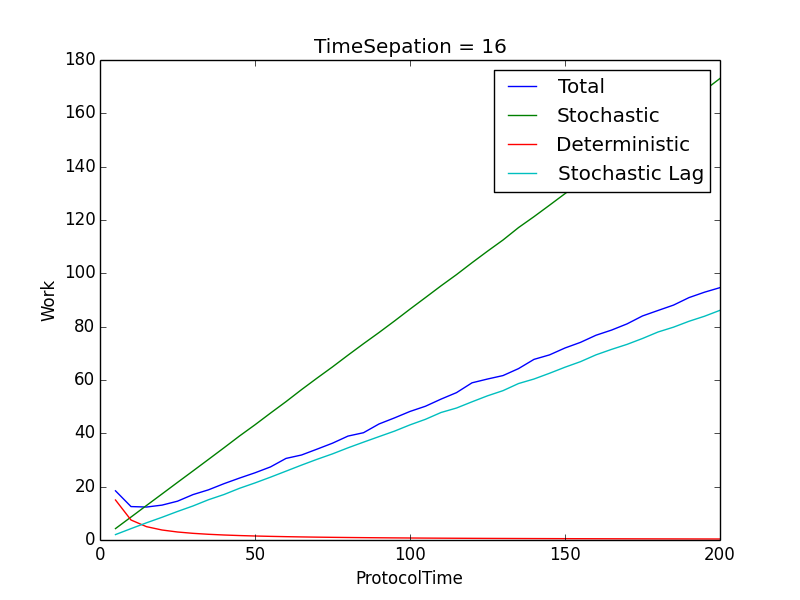 TimeSepation = 16
180
160
140
120
100
80
60
40
20
0
Work
Total
Stochastic
Deterministic
Stochastic Lag
0 50 100 150 200
ProtocolTime